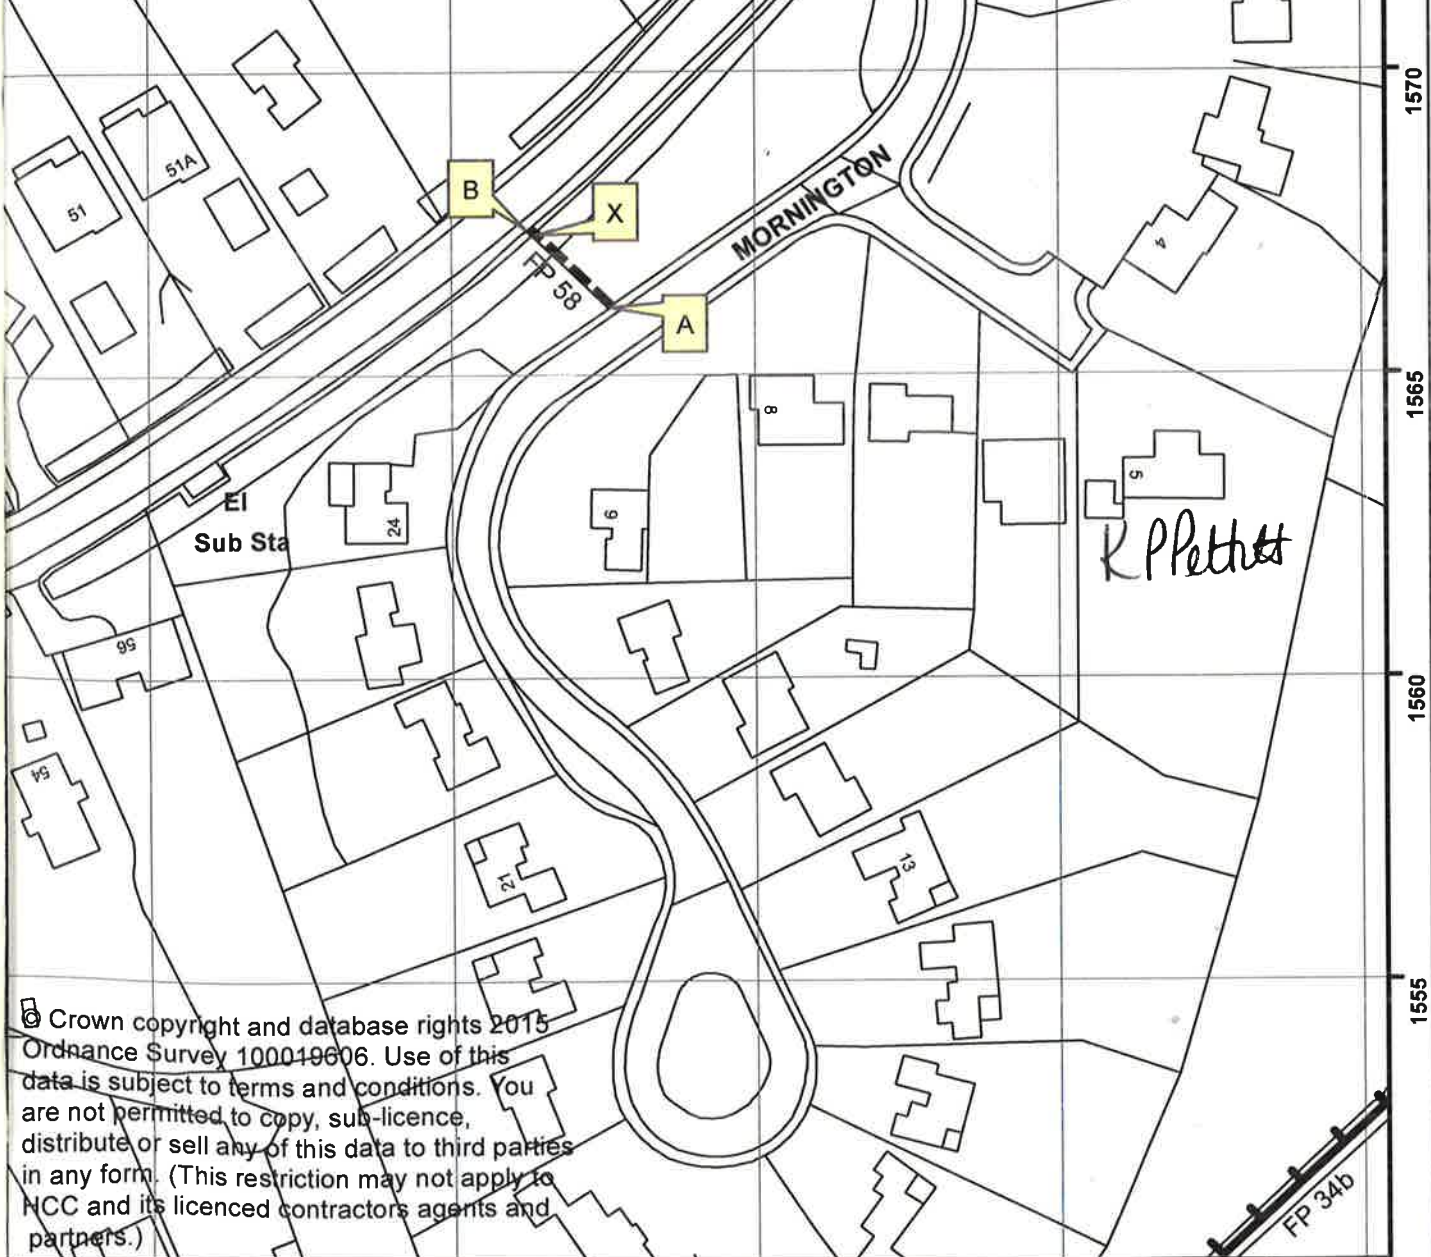 1570
51A
51
B
X
MORNINGTON
4
FP 58
A
1565
8
5
El
Sub Sta
24
9
56
1560
54
21
13
1555
© Crown copyright and database rights 2015
Ordnance Survey 100019606. Use of this
data is subject to terms and conditions. You
are not permitted to copy, sub-licence,
distribute or sell any of this data to third parties
in any form. (This restriction may not apply to
HCC and its licenced contractors agents and
partners.)
FP 34b